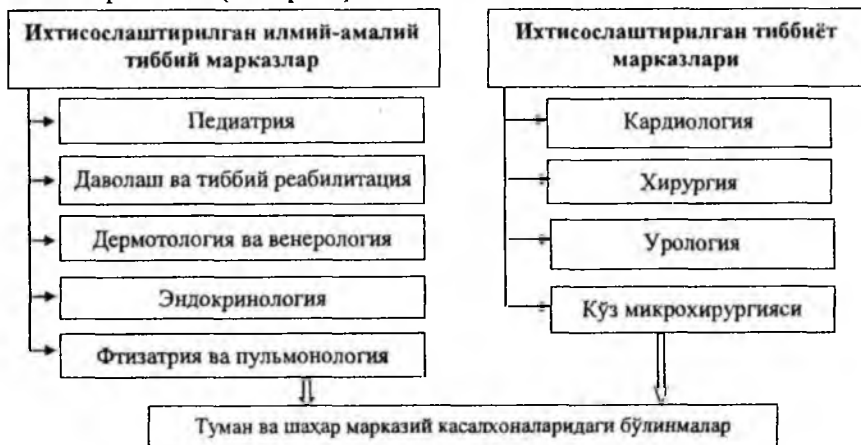 Ихтисослаштирилган илмий-амалий
тиббий марказлар
Педиатрия
Даволаш ва тиббий реабилитация
Дермотология ва венерология
Эндокринология
Фтизатрия ва пульмонология
Ихтисослаштирилган тиббиёт
марказлари
Кардиология
Хирургия
Урология
Кўз микрохирургияси
Туман ва шаҳар марказий касалхоналаридаги бўлинмалар